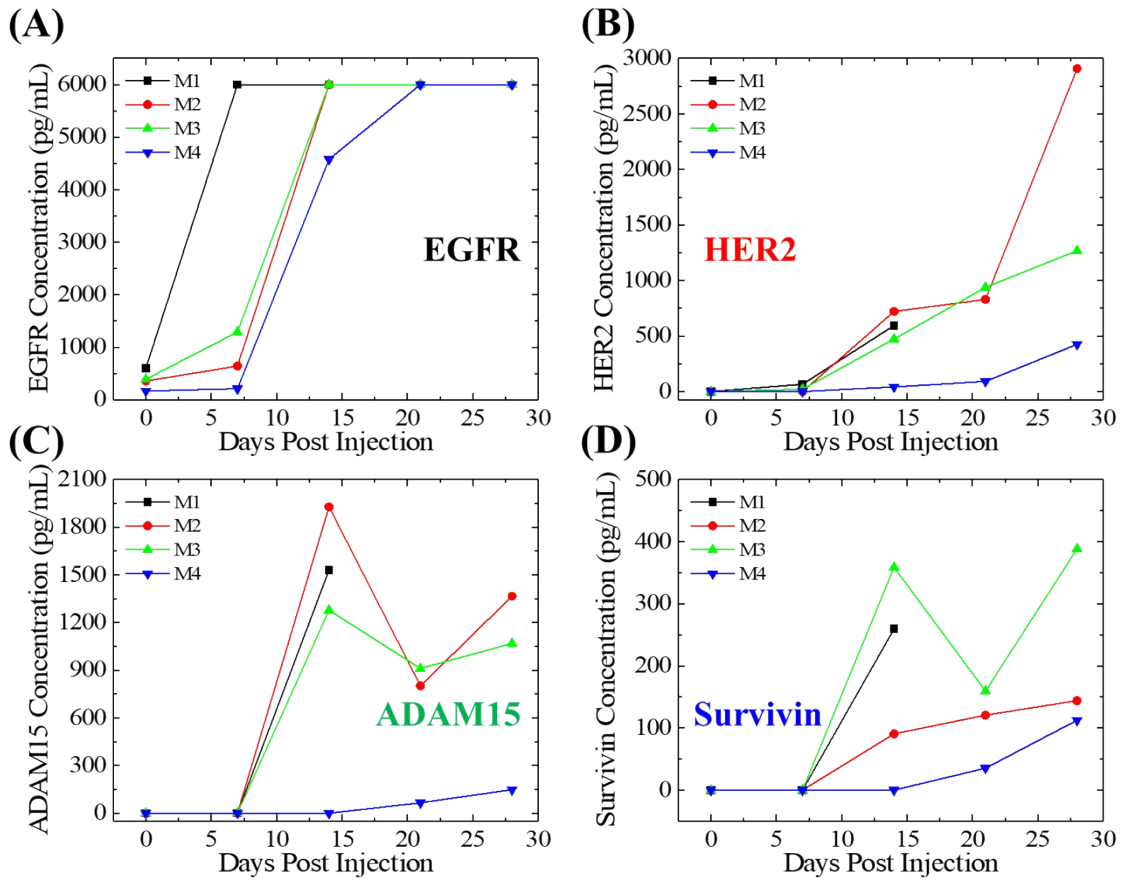 (A)
EGFR Concentration (pg/mL)
6000
5000
4000
3000
2000
1000
0
M1
M2
M3
M4
EGFR
0 5 10 15 20 25 30
Days Post Injection
(B)
HER2 Concentration (pg/mL)
3000
2500
2000
1500
1000
500
0
M1
M2
M3
M4
HER2
0 5 10 15 20 25 30
Days Post Injection
(C)
ADAM15 Concentration (pg/mL)
2100
1800
1500
1200
900
600
300
0
M1
M2
M3
M4
ADAM15
0 5 10 15 20 25 30
Days Post Injection
(D)
Survivin Concentration (pg/mL)
500
400
300
200
100
0
M1
M2
M3
M4
Survivin
0 5 10 15 20 25 30
Days Post Injection